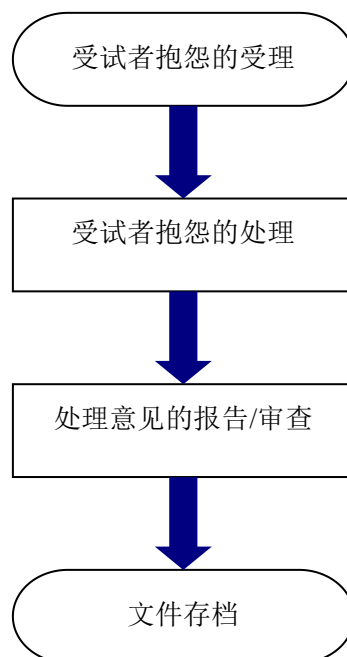 受试者抱怨的受理
受试者抱怨的处理
处理意见的报告/审查
文件存档